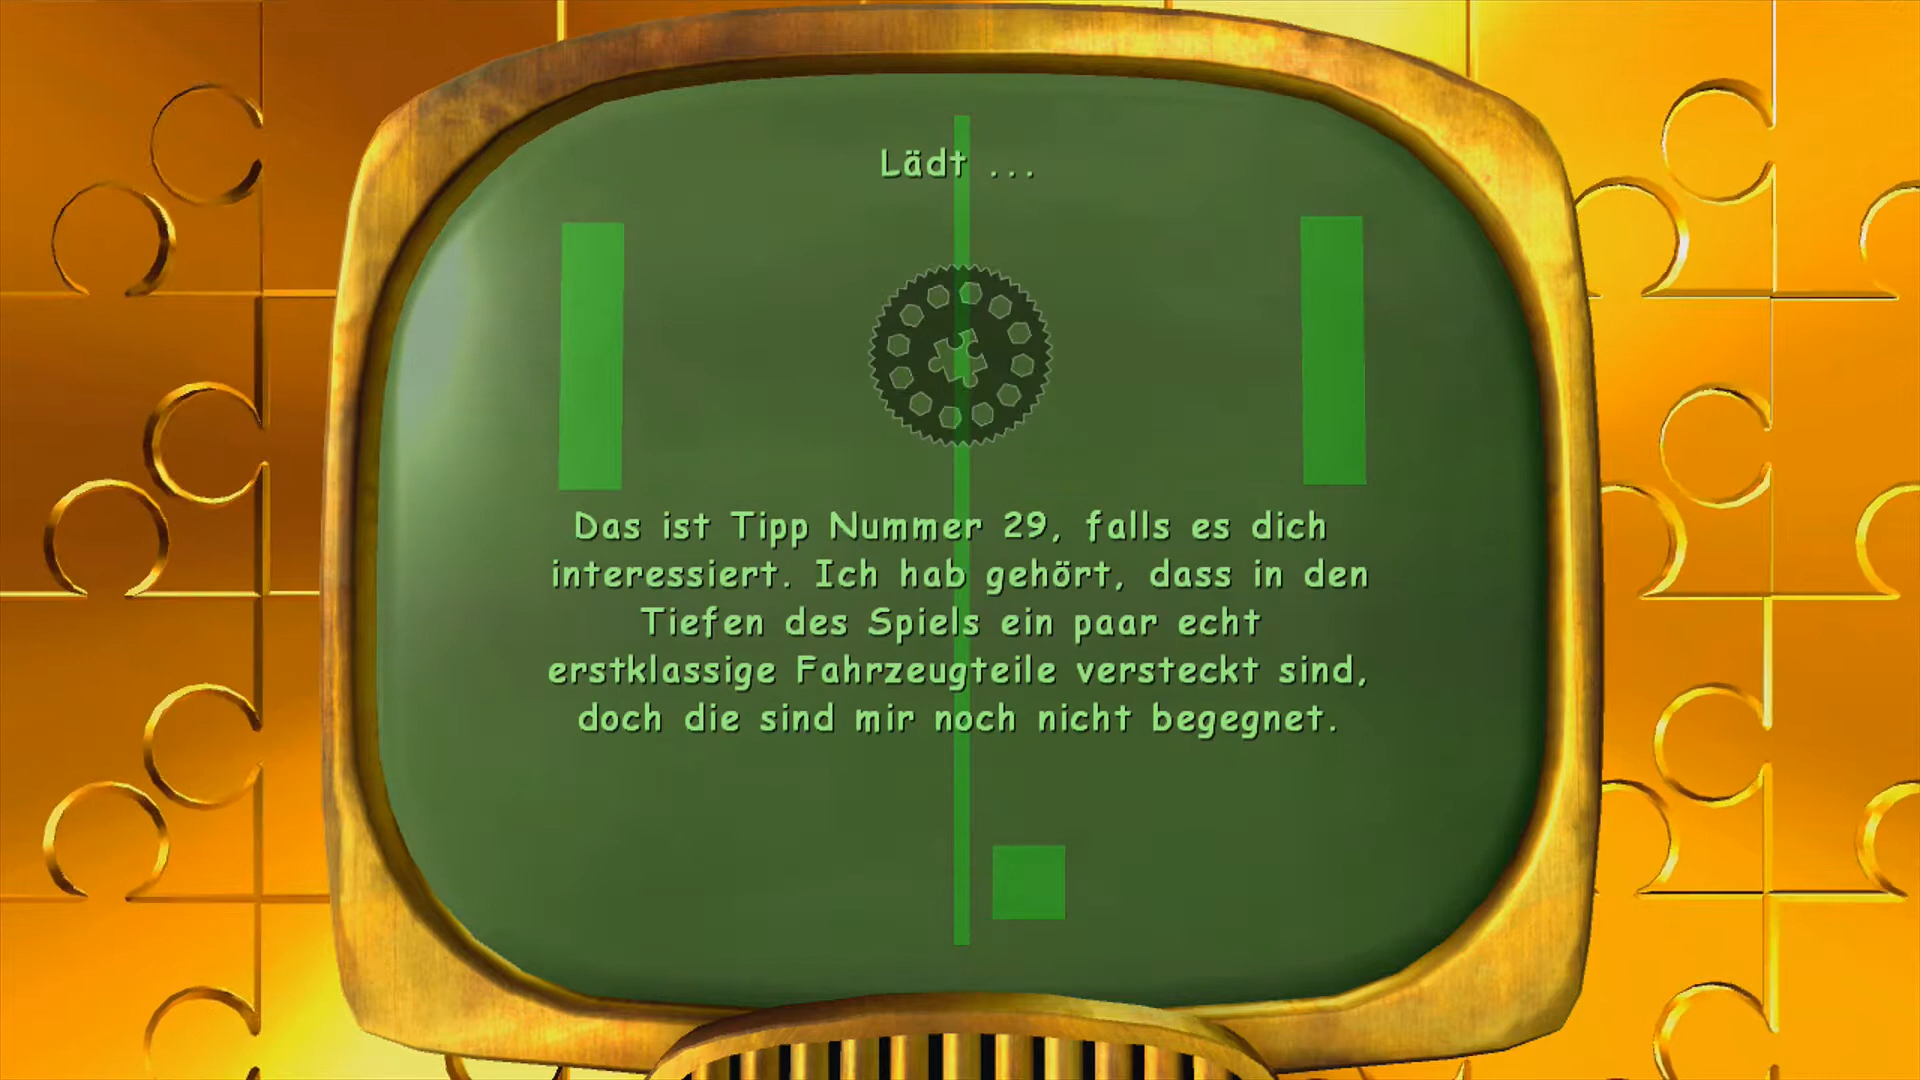 Lädt ...
Das ist Tipp Nummer 29, falls es dich
interessiert. Ich hab gehört, dass in den
Tiefen des Spiels ein paar echt
erstklassige Fahrzeugteile versteckt sind,
doch die sind mir noch nicht begegnet.